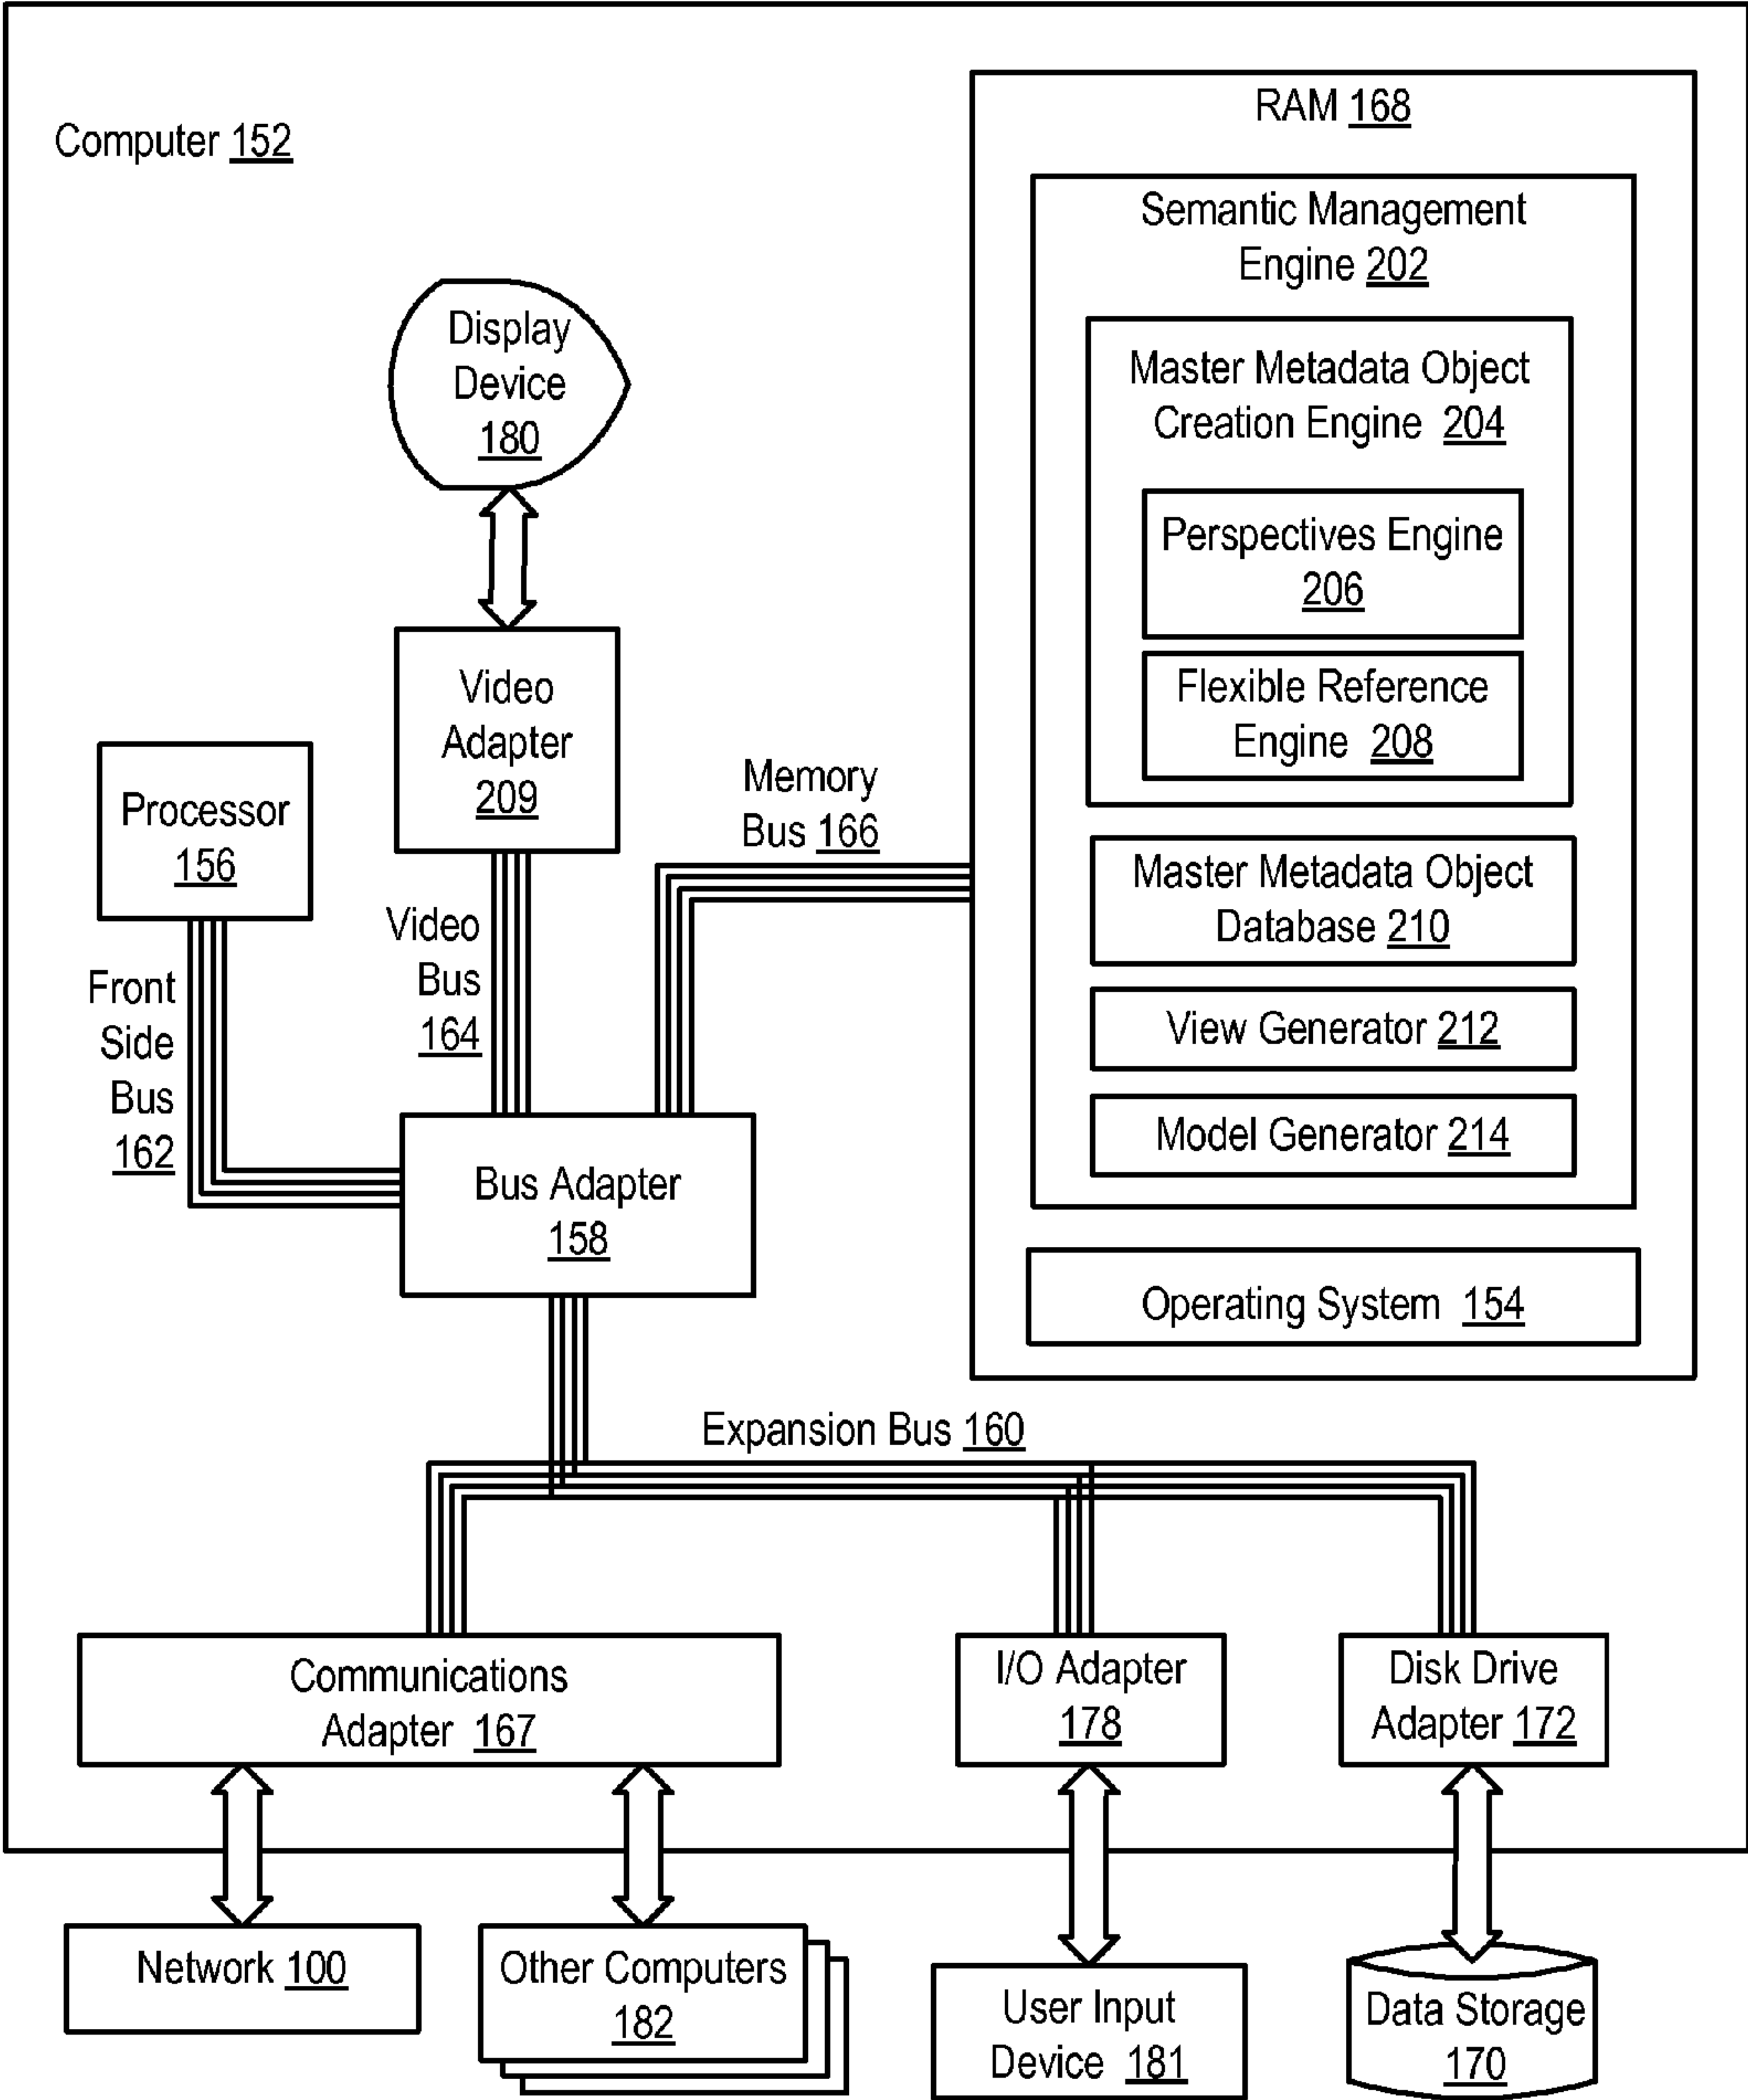 Computer 152
RAM 168
Semantic Management
Engine 202
Master Metadata Object
Creation Engine 204
Perspectives Engine
206
Flexible Reference
Engine 208
Master Metadata Object
Database 210
View Generator 212
Model Generator 214
Operating System 154
Display
Device
180
Video
Adapter
209
Processor
156
Memory
Bus 166
Video
Bus
164
Front
Side
Bus
162
Bus Adapter
158
Expansion Bus 160
Communications
Adapter 167
I/O Adapter
178
Disk Drive
Adapter 172
Network 100
Other Computers
182
User Input
Device 181
Data Storage
170